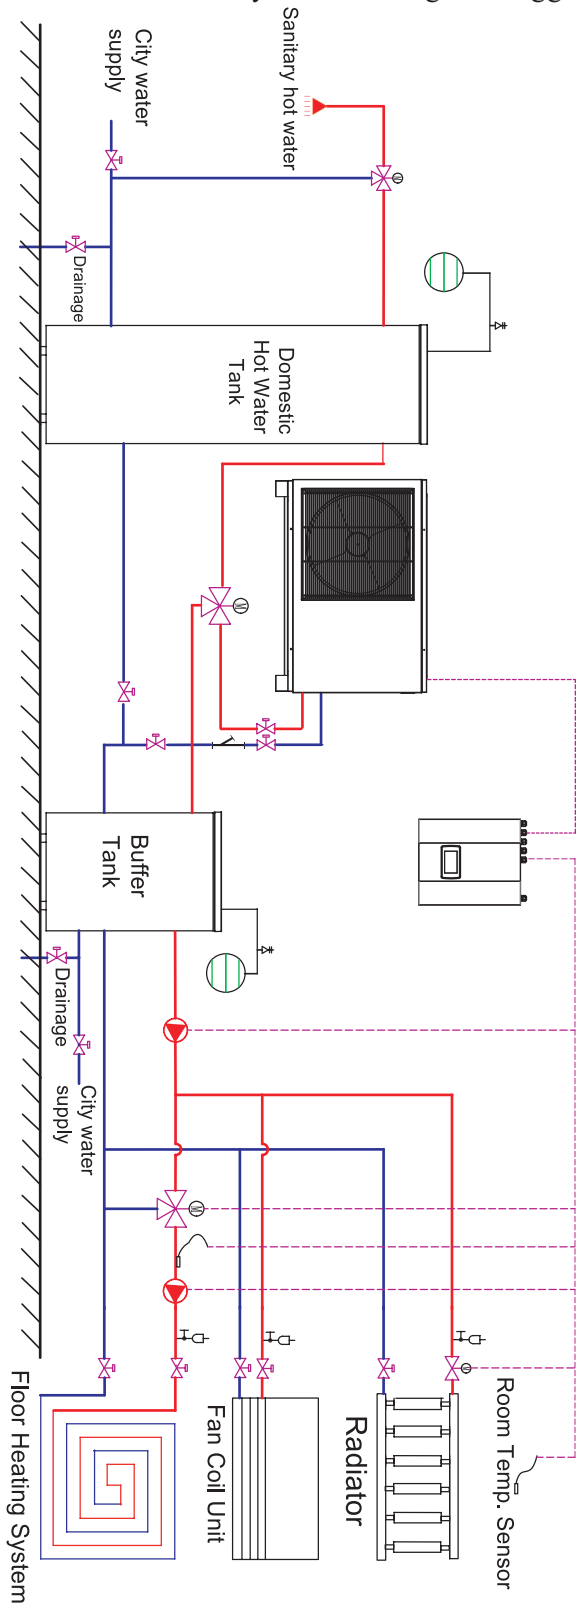 City water
supply
Sanitary hot water
Drainage
Domestic
Hot Water
Tank
M
M
Buffer
Tank
Drainage
City water
supply
M
M
Floor Heating System
Fan Coil Unit
Radiator
Room Temp. Sensor